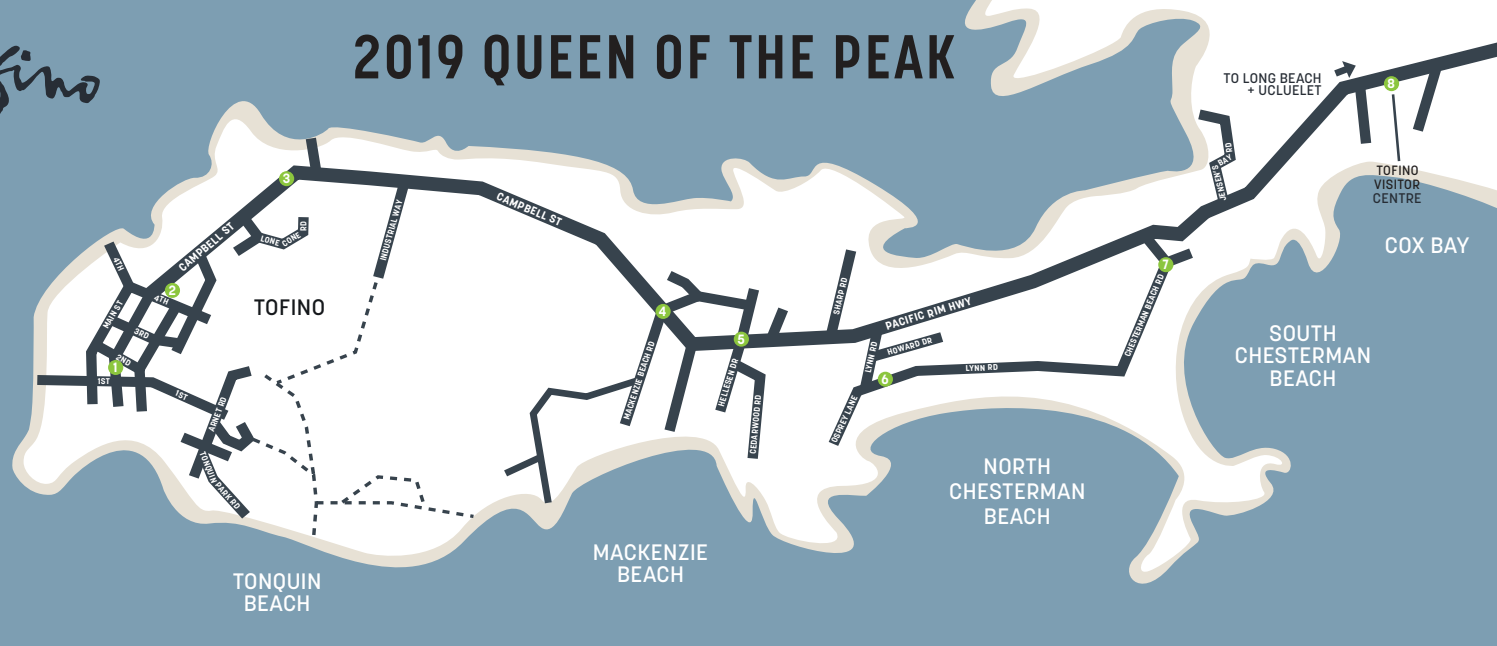 2019 QUEEN OF THE PEAK
TO LONG BEACH
+ UCLUELET
8
TOFINO
VISITOR
CENTRE
COX BAY
JENSEN'S BAY RD
3
CAMPBELL ST
CAMPBELL ST
INDUSTRIAL WAY
LONE CONE RD
4TH
2
4TH
MAIN ST
3RD
2ND
1
1ST
1ST
ARNET RD
TONQUIN PARK RD
TOFINO
4
MACKENZIE BEACH RD
5
HELLESEN DR
CEDARWOOD RD
SHARP RD
PACIFIC RIM HWY
LYNN RD
HOWARD DR
6
LYNN RD
OSPREY LANE
7
CHESTERMAN BEACH RD
SOUTH
CHESTERMAN
BEACH
NORTH
CHESTERMAN
BEACH
MACKENZIE
BEACH
TONQUIN
BEACH